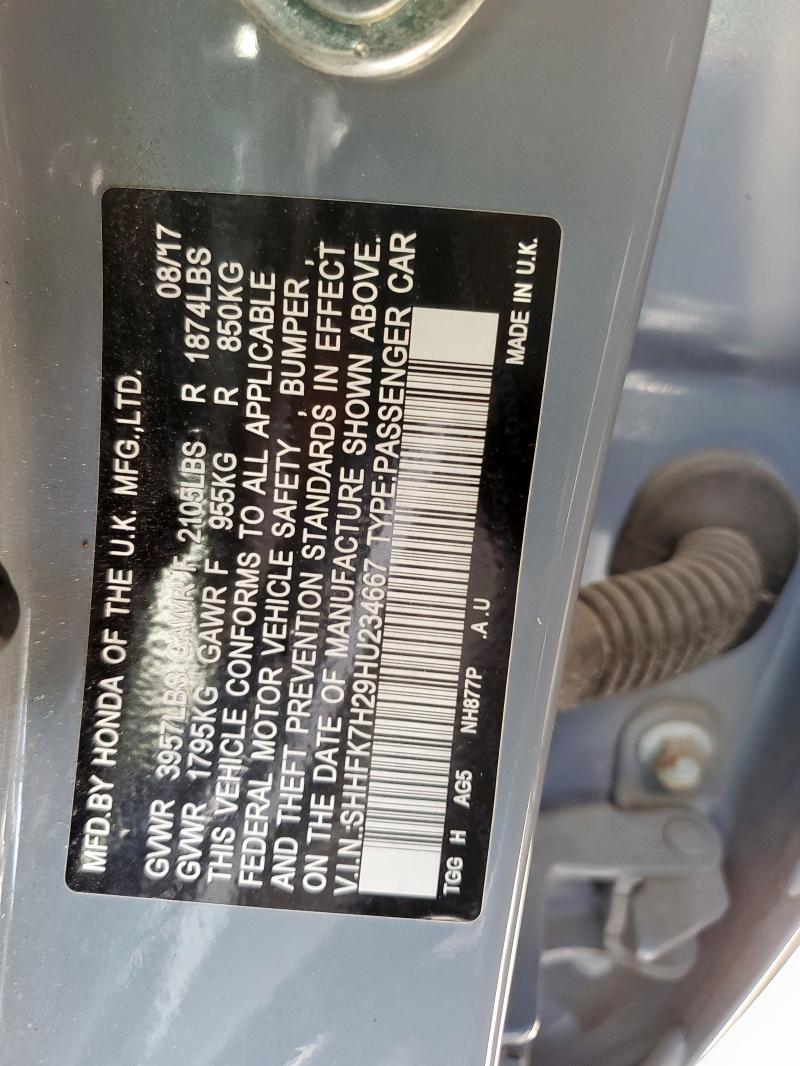 MFD.BY HONDA OF THE U.K. MFG.,LTD. 08/17
GVWR 3957LBS GAWR F 2105LBS R 1874LBS
GVWR 1795KG GAWR F 955KG R 850KG
THIS VEHICLE CONFORMS TO ALL APPLICABLE
FEDERAL MOTOR VEHICLE SAFETY , BUMPER ,
AND THEFT PREVENTION STANDARDS IN EFFECT
ON THE DATE OF MANUFACTURE SHOWN ABOVE.
V.I.N.:SHHFK7H29HU234667 TYPE:PASSENGER CAR
TGG H AG5 NH877P .A.U MADE IN U.K.